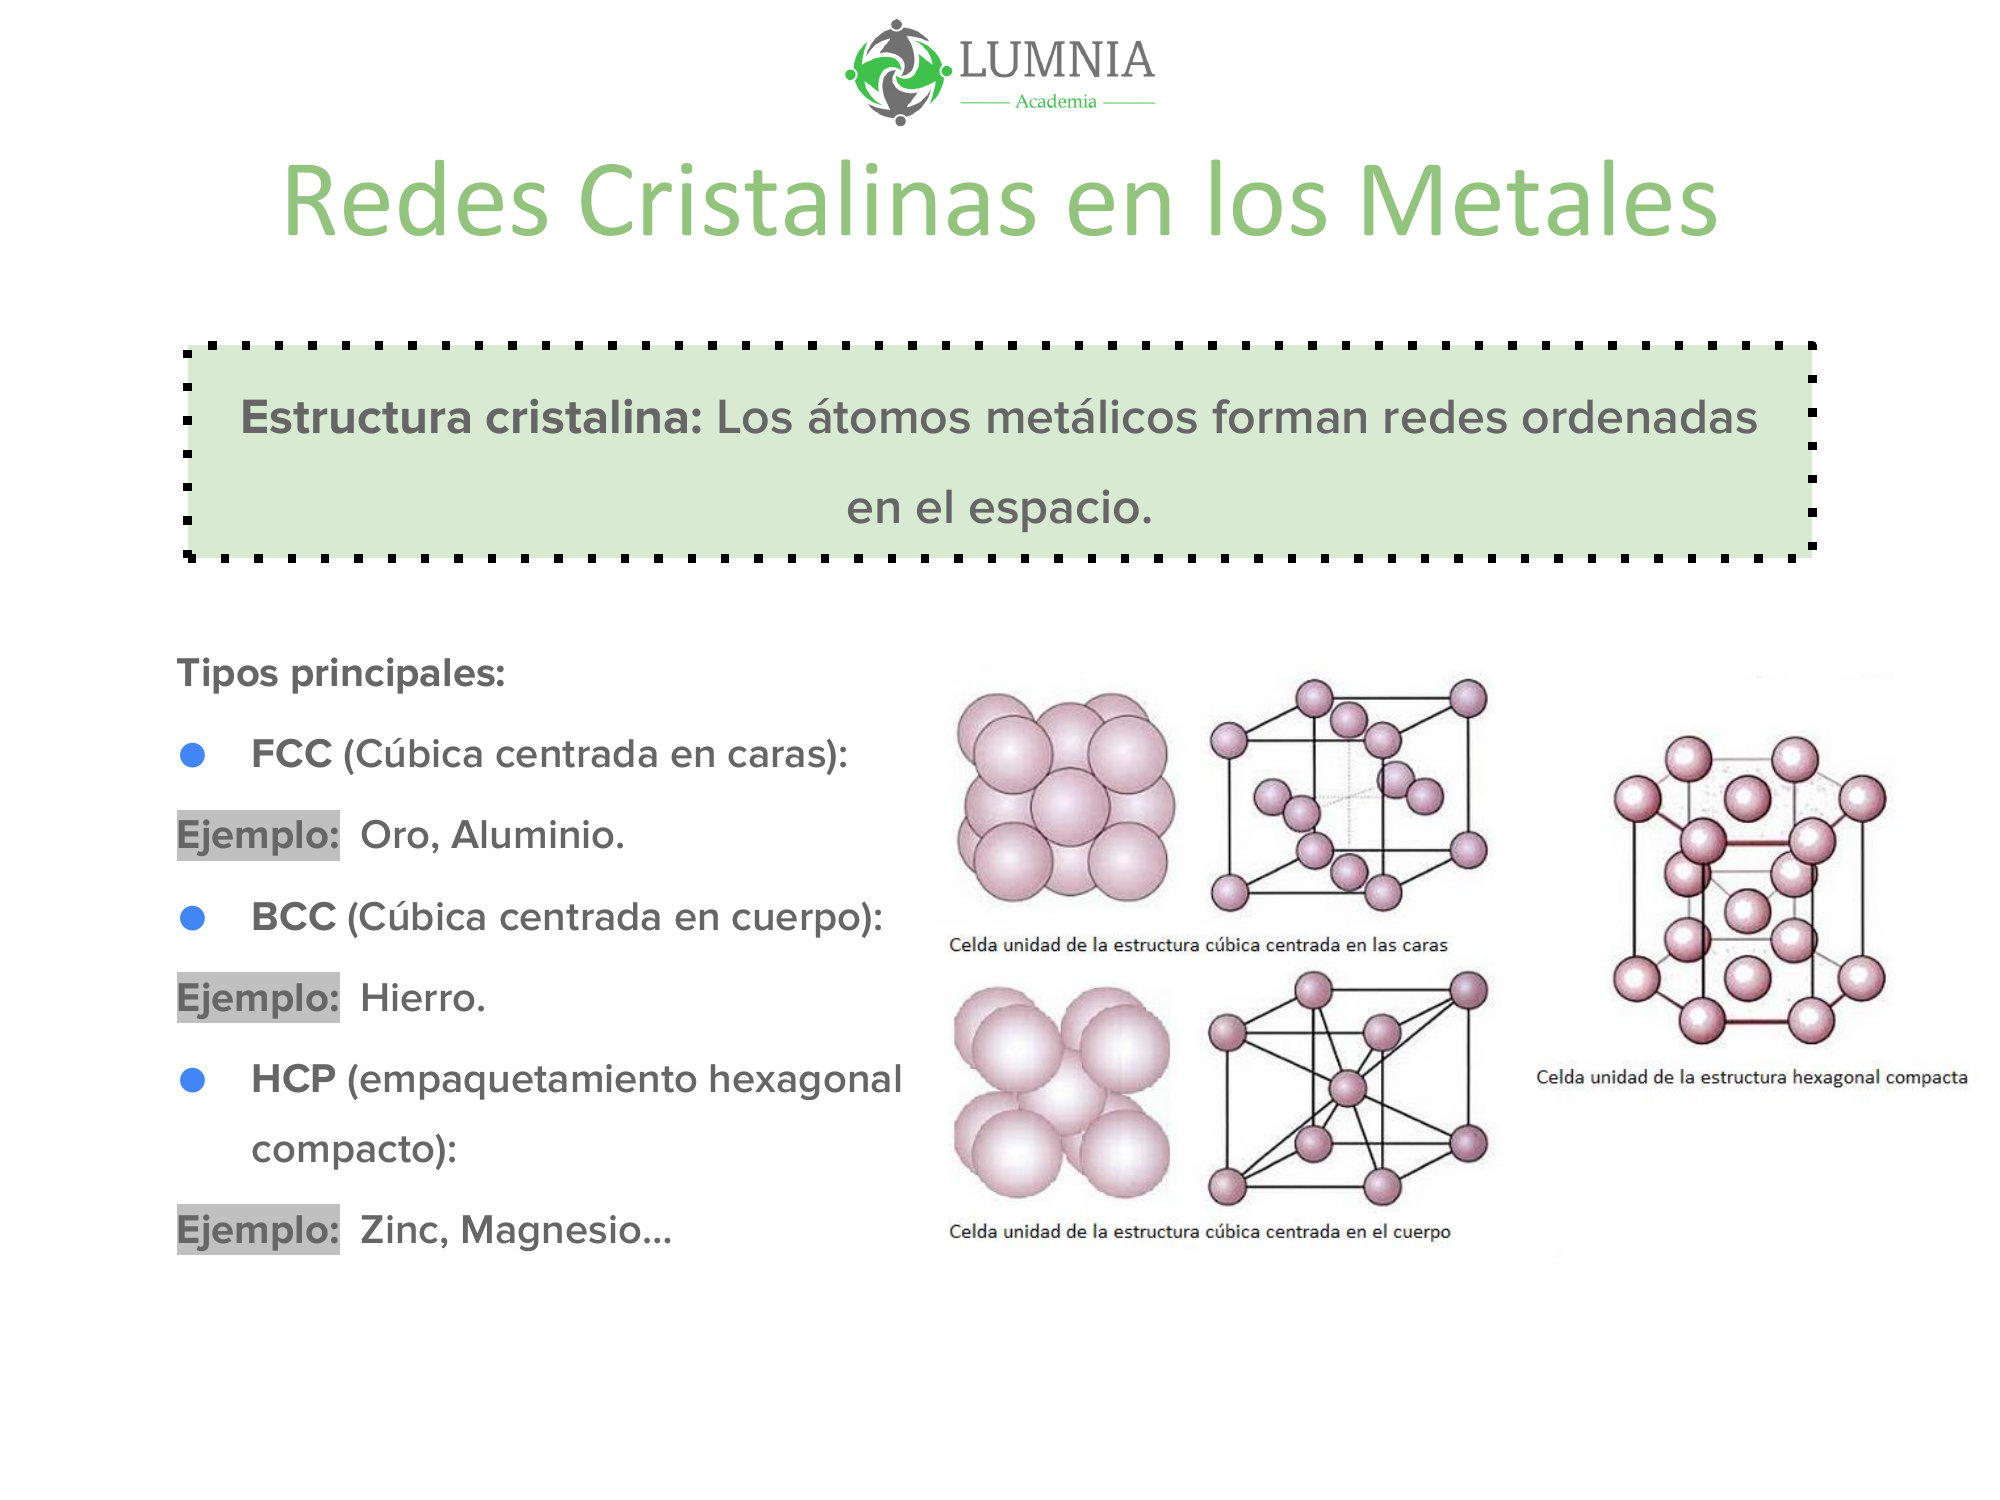 LUMNIA
Academia
Redes Cristalinas en los Metales
Estructura cristalina: Los átomos metálicos forman redes ordenadas
en el espacio.
Tipos principales:
● FCC (Cúbica centrada en caras):
Ejemplo: Oro, Aluminio.
● BCC (Cúbica centrada en cuerpo):
Ejemplo: Hierro.
● HCP (empaquetamiento hexagonal
compacto):
Ejemplo: Zinc, Magnesio...
Celda unidad de la estructura cúbica centrada en las caras
Celda unidad de la estructura cúbica centrada en el cuerpo
Celda unidad de la estructura hexagonal compacta